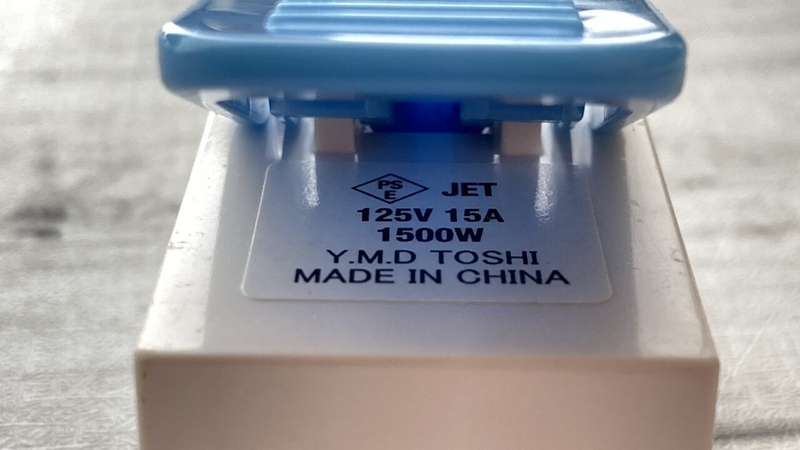 PS E JET
125V 15A
1500W
Y.M.D TOSHI
MADE IN CHINA